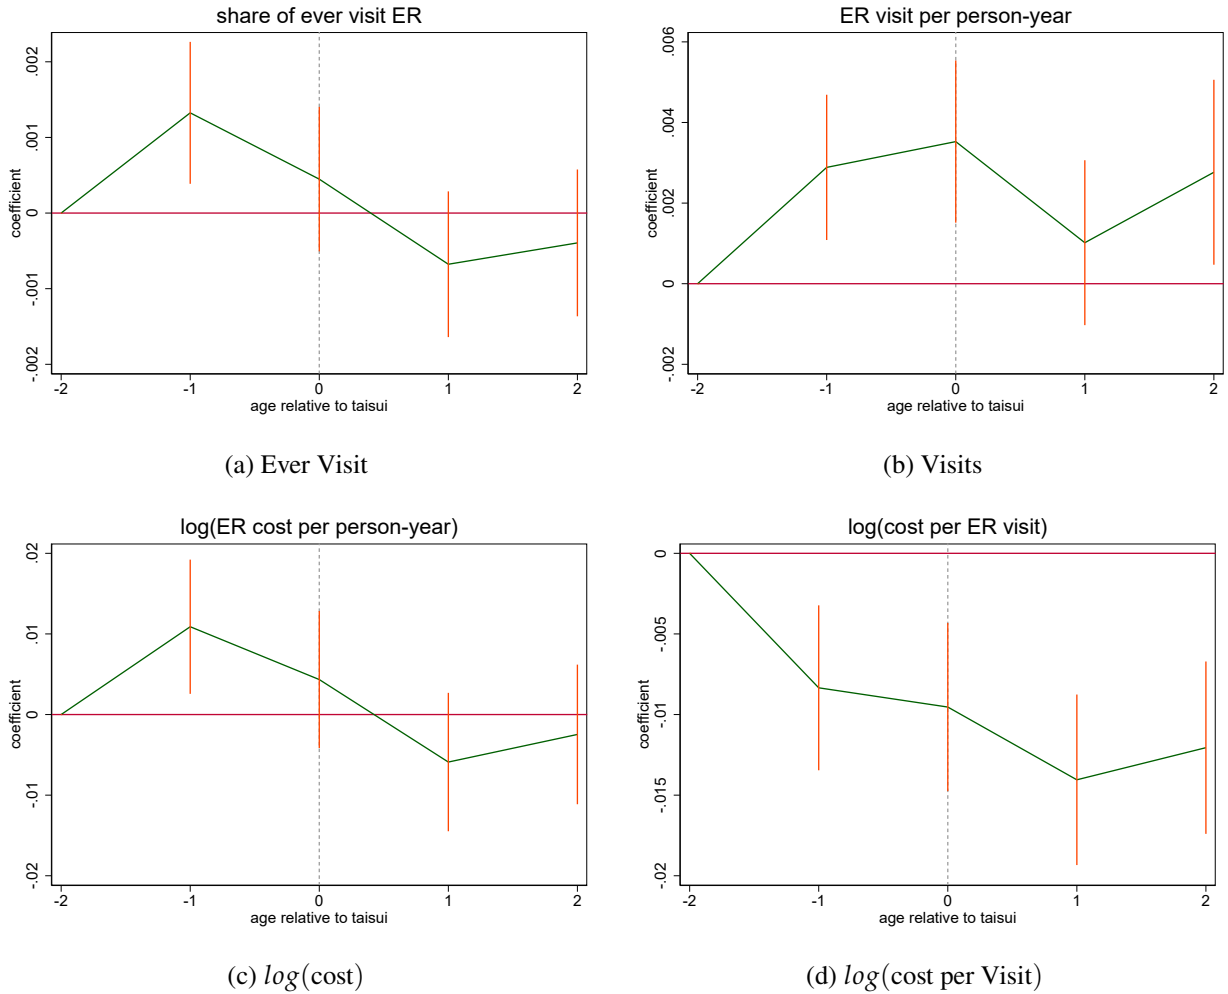 share of ever visit ER
.002
.001
0
-.001
-.002
coefficient
-2 -1 0 1 2
age relative to taisui
(a) Ever Visit
ER visit per person-year
.006
.004
.002
0
-.002
coefficient
-2 -1 0 1 2
age relative to taisui
(b) Visits
log(ER cost per person-year)
.02
.01
0
-.01
-.02
coefficient
-2 -1 0 1 2
age relative to taisui
(c) log(cost)
log(cost per ER visit)
0
-.005
-.01
-.015
-.02
coefficient
-2 -1 0 1 2
age relative to taisui
(d) log(cost per Visit)